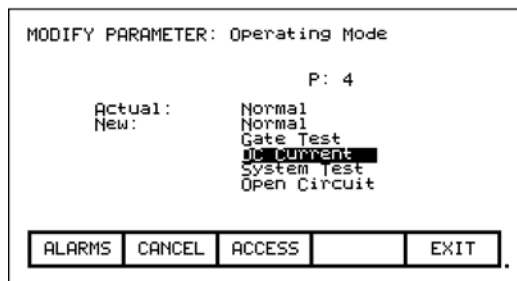 MODIFY PARAMETER: Operating Mode
P: 4
Actual: Normal
New: Normal
Gate Test
DC Current
System Test
Open Circuit
ALARMS CANCEL ACCESS EXIT
.